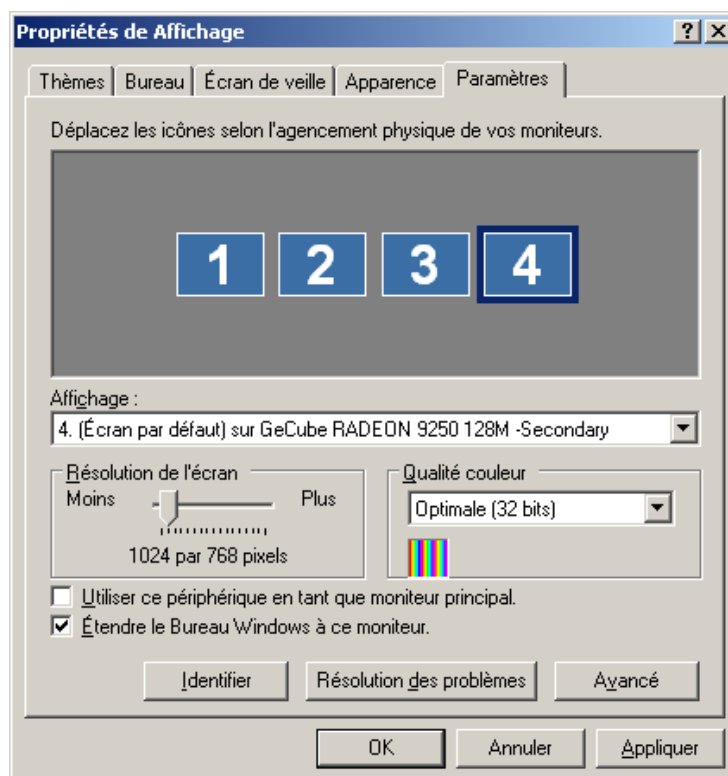 Propriétés de Affichage
Thèmes Bureau Écran de veille Apparence Paramètres
Déplacez les icônes selon l'agencement physique de vos moniteurs.
1 2 3 4
Affichage :
4. (Écran par défaut) sur GeCube RADEON 9250 128M -Secondary
Résolution de l'écran
Moins Plus
1024 par 768 pixels
Qualité couleur
Optimale (32 bits)
Utiliser ce périphérique en tant que moniteur principal.
Étendre le Bureau Windows à ce moniteur.
Identifier Résolution des problèmes Avancé
OK Annuler Appliquer